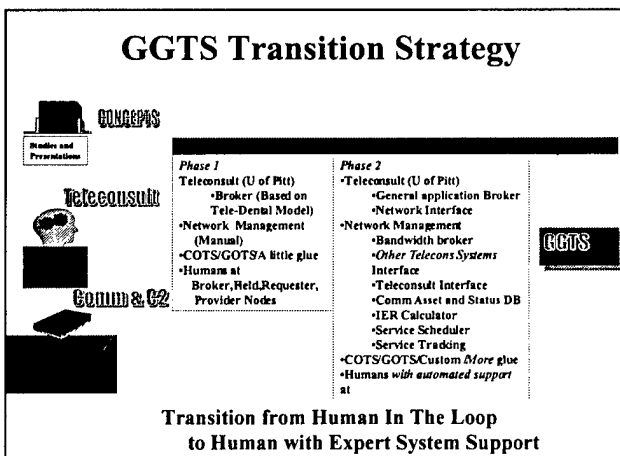 GGTS Transition Strategy
CONCEPTS
Studies and
Presentations
Teleconsult
Comm & C2
Phase 1
Teleconsult (U of Pitt)
•Broker (Based on
Tele-Dental Model)
•Network Management
(Manual)
•COTS/GOTS/A little glue
•Humans at
Broker,Held,Requester,
Provider Nodes
Phase 2
•Teleconsult (U of Pitt)
•General application Broker
•Network Interface
•Network Management
•Bandwidth broker
•Other Telecons Systems
Interface
•Teleconsult Interface
•Comm Asset and Status DB
•IER Calculator
•Service Scheduler
•Service Tracking
•COTS/GOTS/Custom More glue
•Humans with automated support
at
GGTS
Transition from Human In The Loop
to Human with Expert System Support